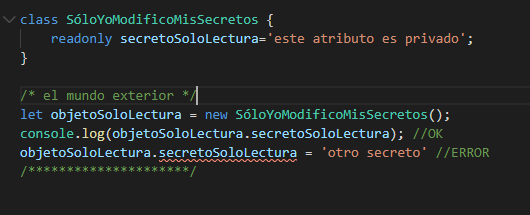 class SóloYoModificoMisSecretos {
readonly secretoSoloLectura='este atributo es privado';
}
/* el mundo exterior */
let objetoSoloLectura = new SóloYoModificoMisSecretos();
console.log(objetoSoloLectura.secretoSoloLectura); //OK
objetoSoloLectura.secretoSoloLectura = 'otro secreto' //ERROR
/*********************/